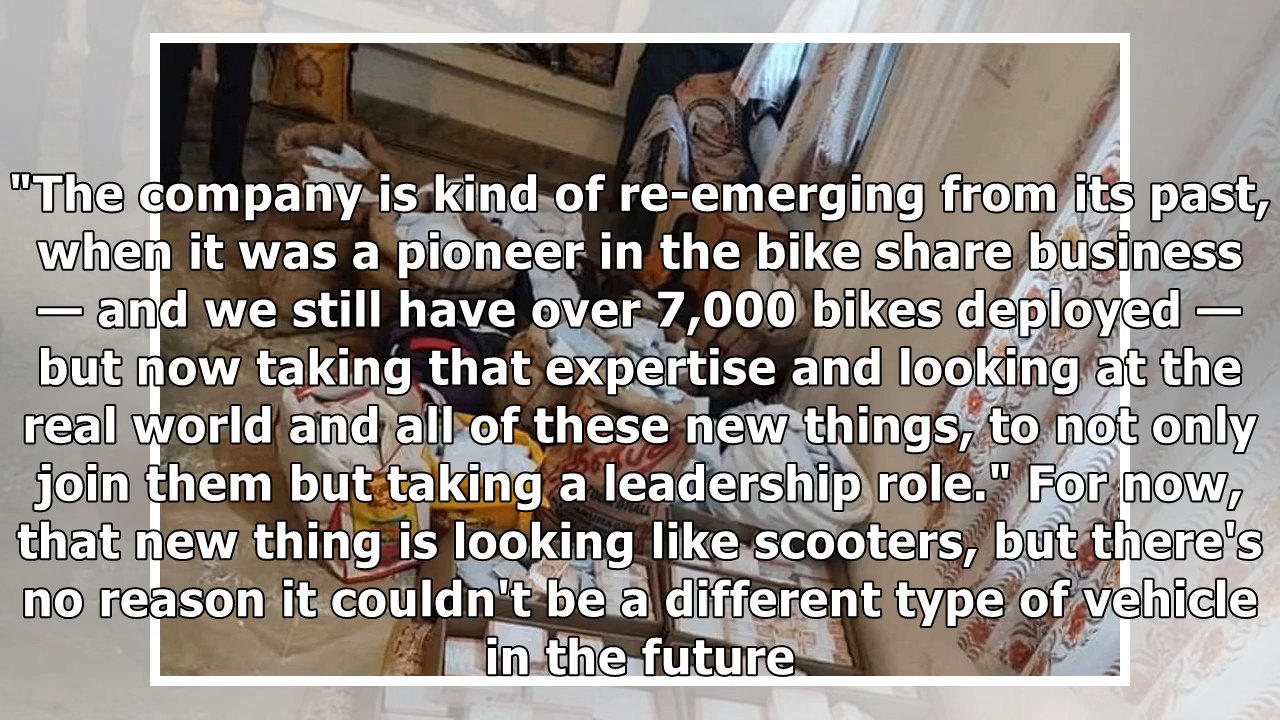 "The company is kind of re-emerging from its past,
when it was a pioneer in the bike share business
— and we still have over 7,000 bikes deployed —
but now taking that expertise and looking at the
real world and all of these new things, to not only
join them but taking a leadership role." For now,
that new thing is looking like scooters, but there's
no reason it couldn't be a different type of vehicle
in the future